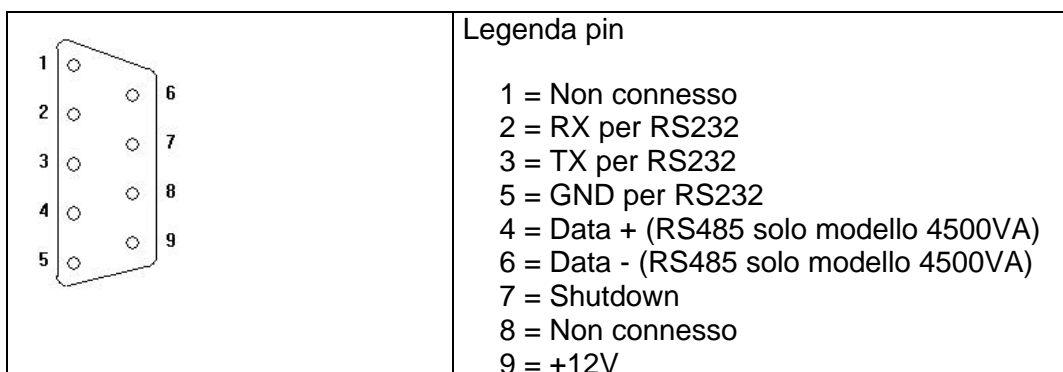 Legenda pin
1
2
3
4
5
6
7
8
9
1 = Non connesso
2 = RX per RS232
3 = TX per RS232
5 = GND per RS232
4 = Data + (RS485 solo modello 4500VA)
6 = Data - (RS485 solo modello 4500VA)
7 = Shutdown
8 = Non connesso
9 = +12V